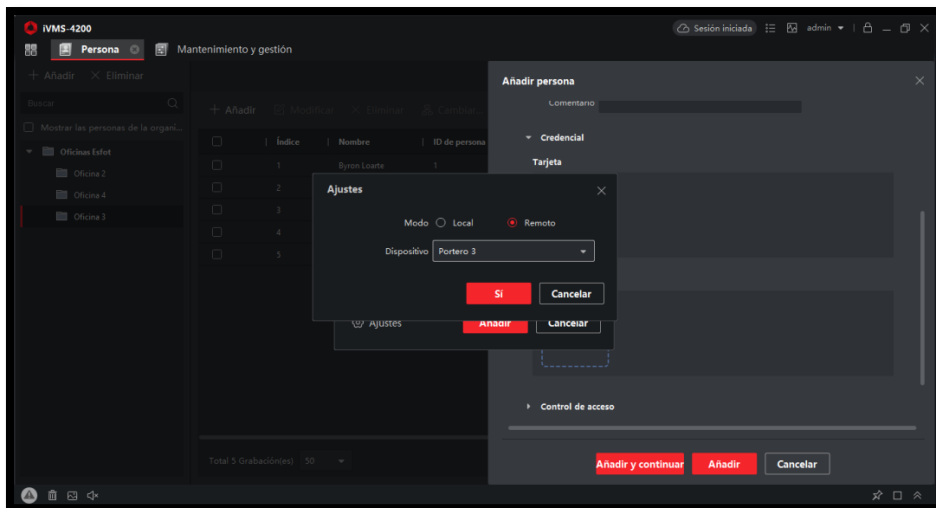 iVMS-4200
Sesión iniciada
admin
Persona
Mantenimiento y gestión
+ Añadir
× Eliminar
Añadir persona
Buscar
+ Añadir
Modificar
× Eliminar
Cambiar
Comentario
Mostrar las personas de la organi...
Índice
Nombre
ID de persona
Credencial
Oficinas Esfot
1
Byron Loarte
1
Tarjeta
Oficina 2
2
Ajustes
Oficina 4
3
Modo
Local
Remoto
Oficina 3
4
Dispositivo
Portero 3
5
Sí
Cancelar
Ajustes
Añadir
Cancelar
Control de acceso
Total 5 Grabación(es)
50
Añadir y continuar
Añadir
Cancelar